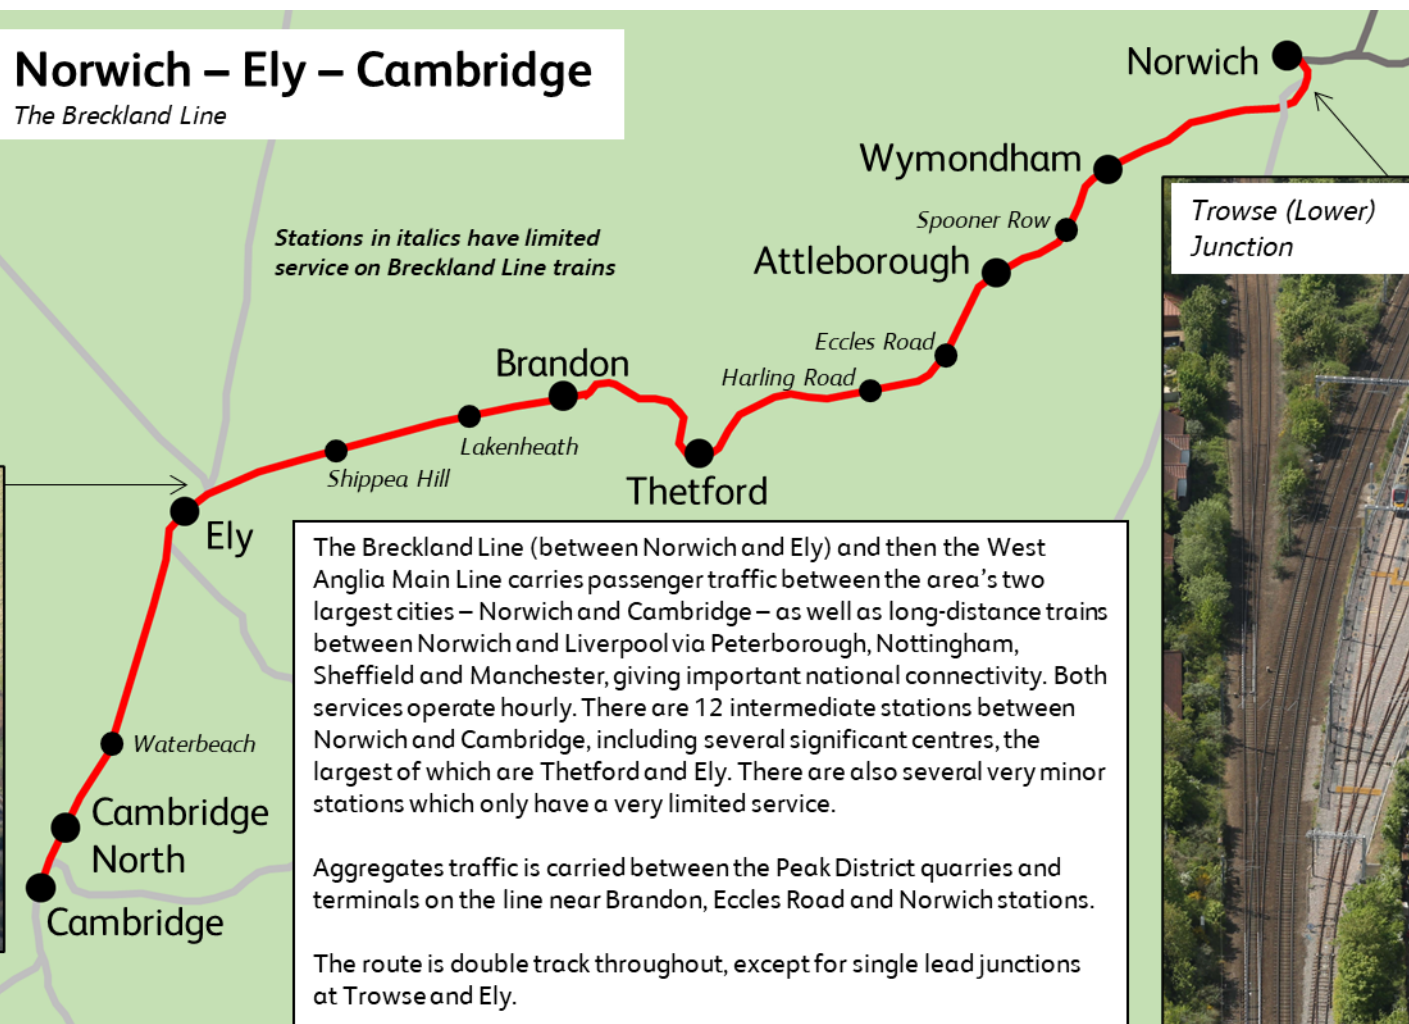 Norwich – Ely – Cambridge
The Breckland Line
Norwich
Wymondham
Trowse (Lower)
Junction
Spooner Row
Stations in italics have limited
service on Breckland Line trains
Attleborough
Eccles Road
Brandon
Harling Road
Lakenheath
Shippea Hill
Thetford
Ely
The Breckland Line (between Norwich and Ely) and then the West
Anglia Main Line carries passenger traffic between the area’s two
largest cities – Norwich and Cambridge – as well as long-distance trains
between Norwich and Liverpool via Peterborough, Nottingham,
Sheffield and Manchester, giving important national connectivity. Both
services operate hourly. There are 12 intermediate stations between
Norwich and Cambridge, including several significant centres, the
largest of which are Thetford and Ely. There are also several very minor
stations which only have a very limited service.
Aggregates traffic is carried between the Peak District quarries and
terminals on the line near Brandon, Eccles Road and Norwich stations.
The route is double track throughout, except for single lead junctions
at Trowse and Ely.
Waterbeach
Cambridge
North
Cambridge